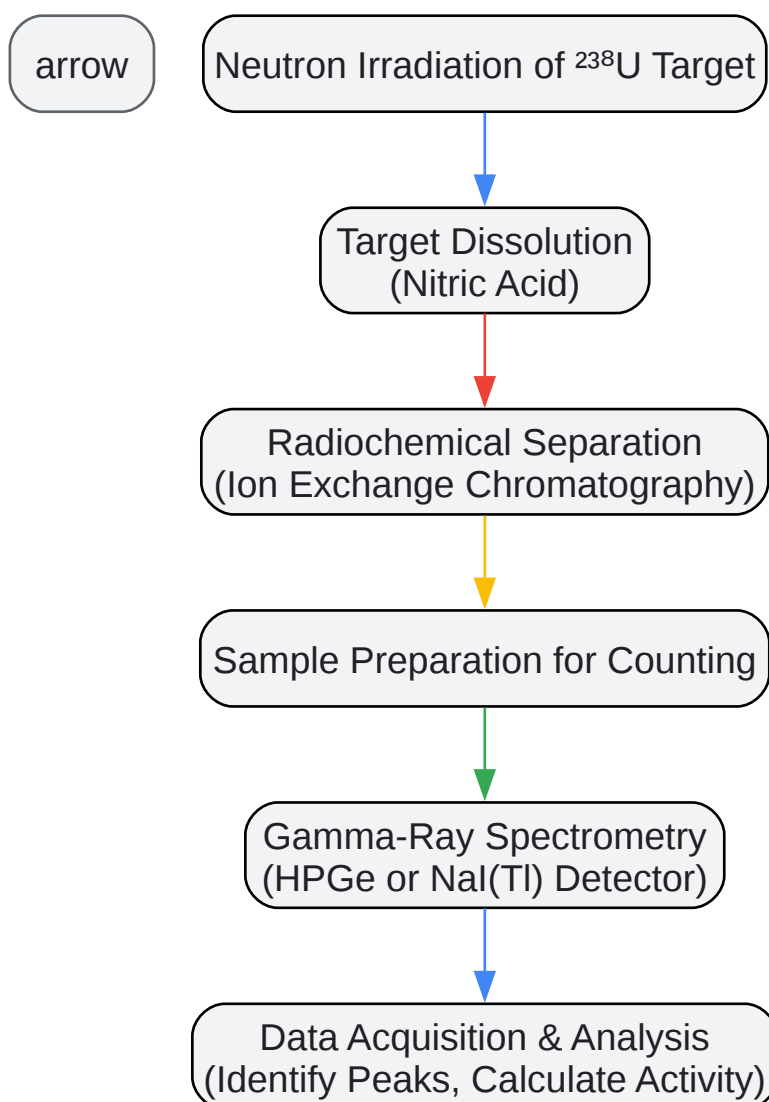 arrow
Neutron Irradiation of ²³⁸U Target
Target Dissolution
(Nitric Acid)
Radiochemical Separation
(Ion Exchange Chromatography)
Sample Preparation for Counting
Gamma-Ray Spectrometry
(HPGe or NaI(Tl) Detector)
Data Acquisition & Analysis
(Identify Peaks, Calculate Activity)